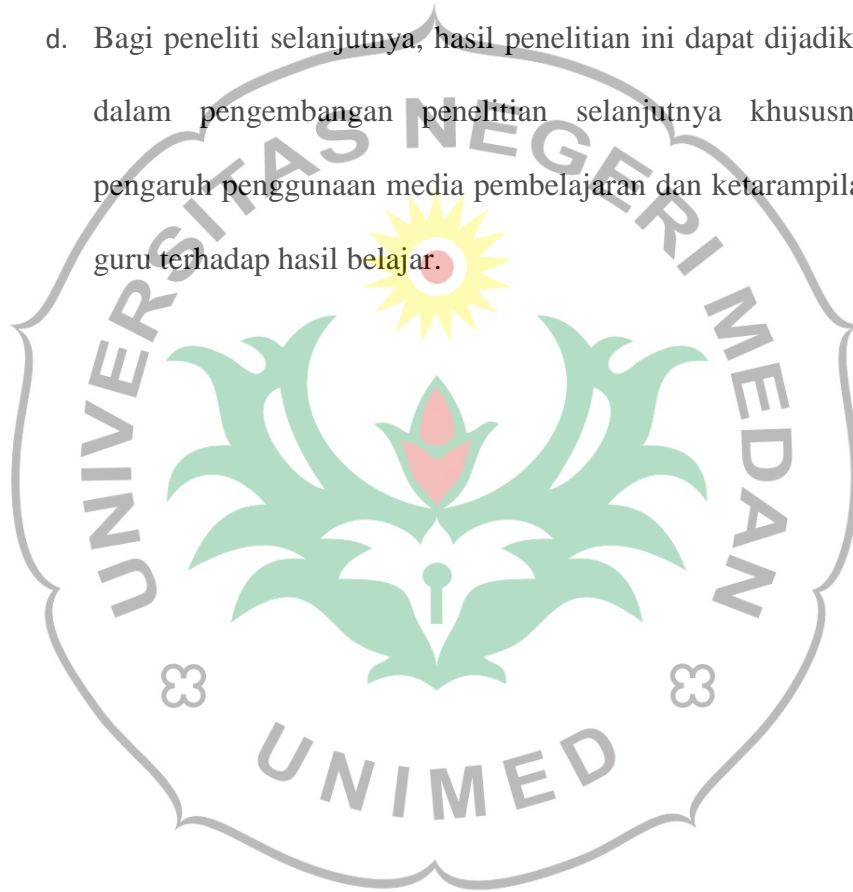 d. Bagi peneliti selanjutnya, hasil penelitian ini dapat dijadik
dalam pengembangan penelitian selanjutnya khususn
pengaruh penggunaan media pembelajaran dan ketarampila
guru terhadap hasil belajar.
UNIVERSITAS NEGERI MEDAN
UNIMED